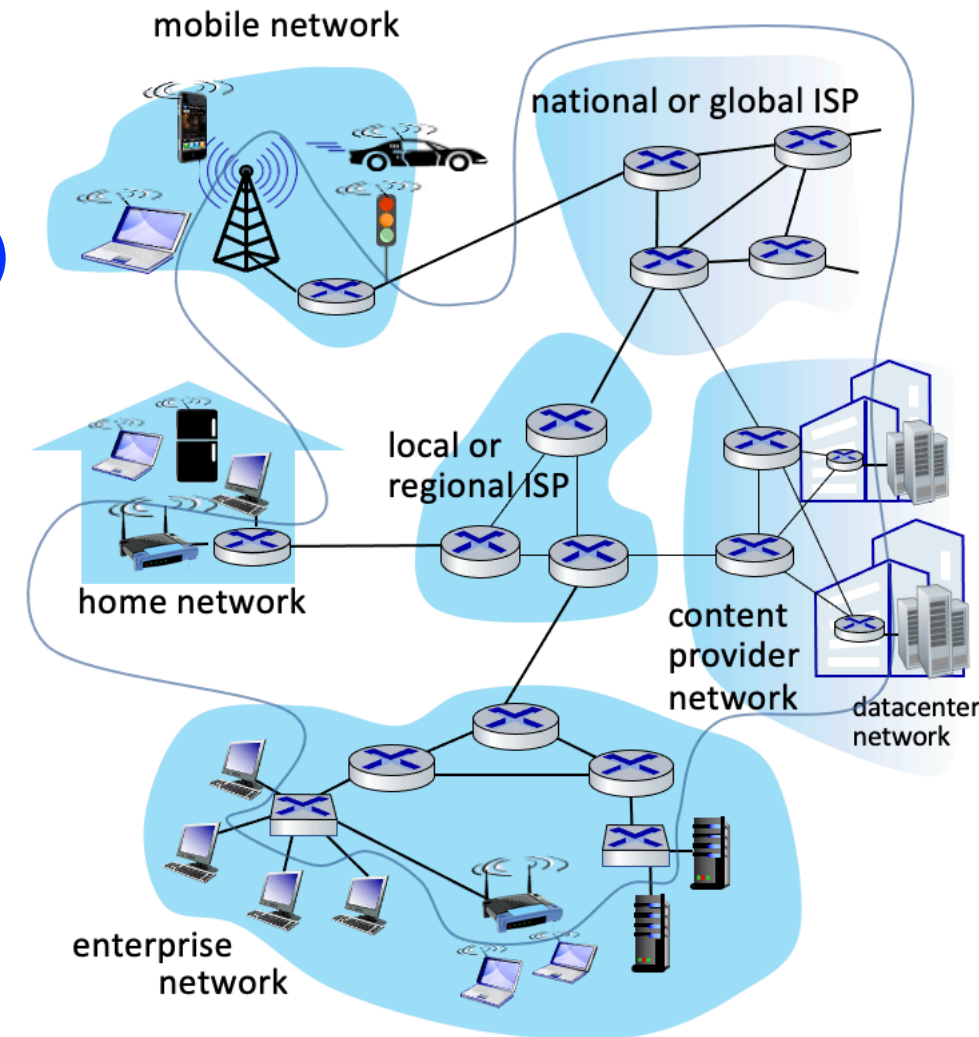 mobile network
national or global ISP
local or
regional ISP
home network
content
provider
network
datacenter
network
enterprise
network